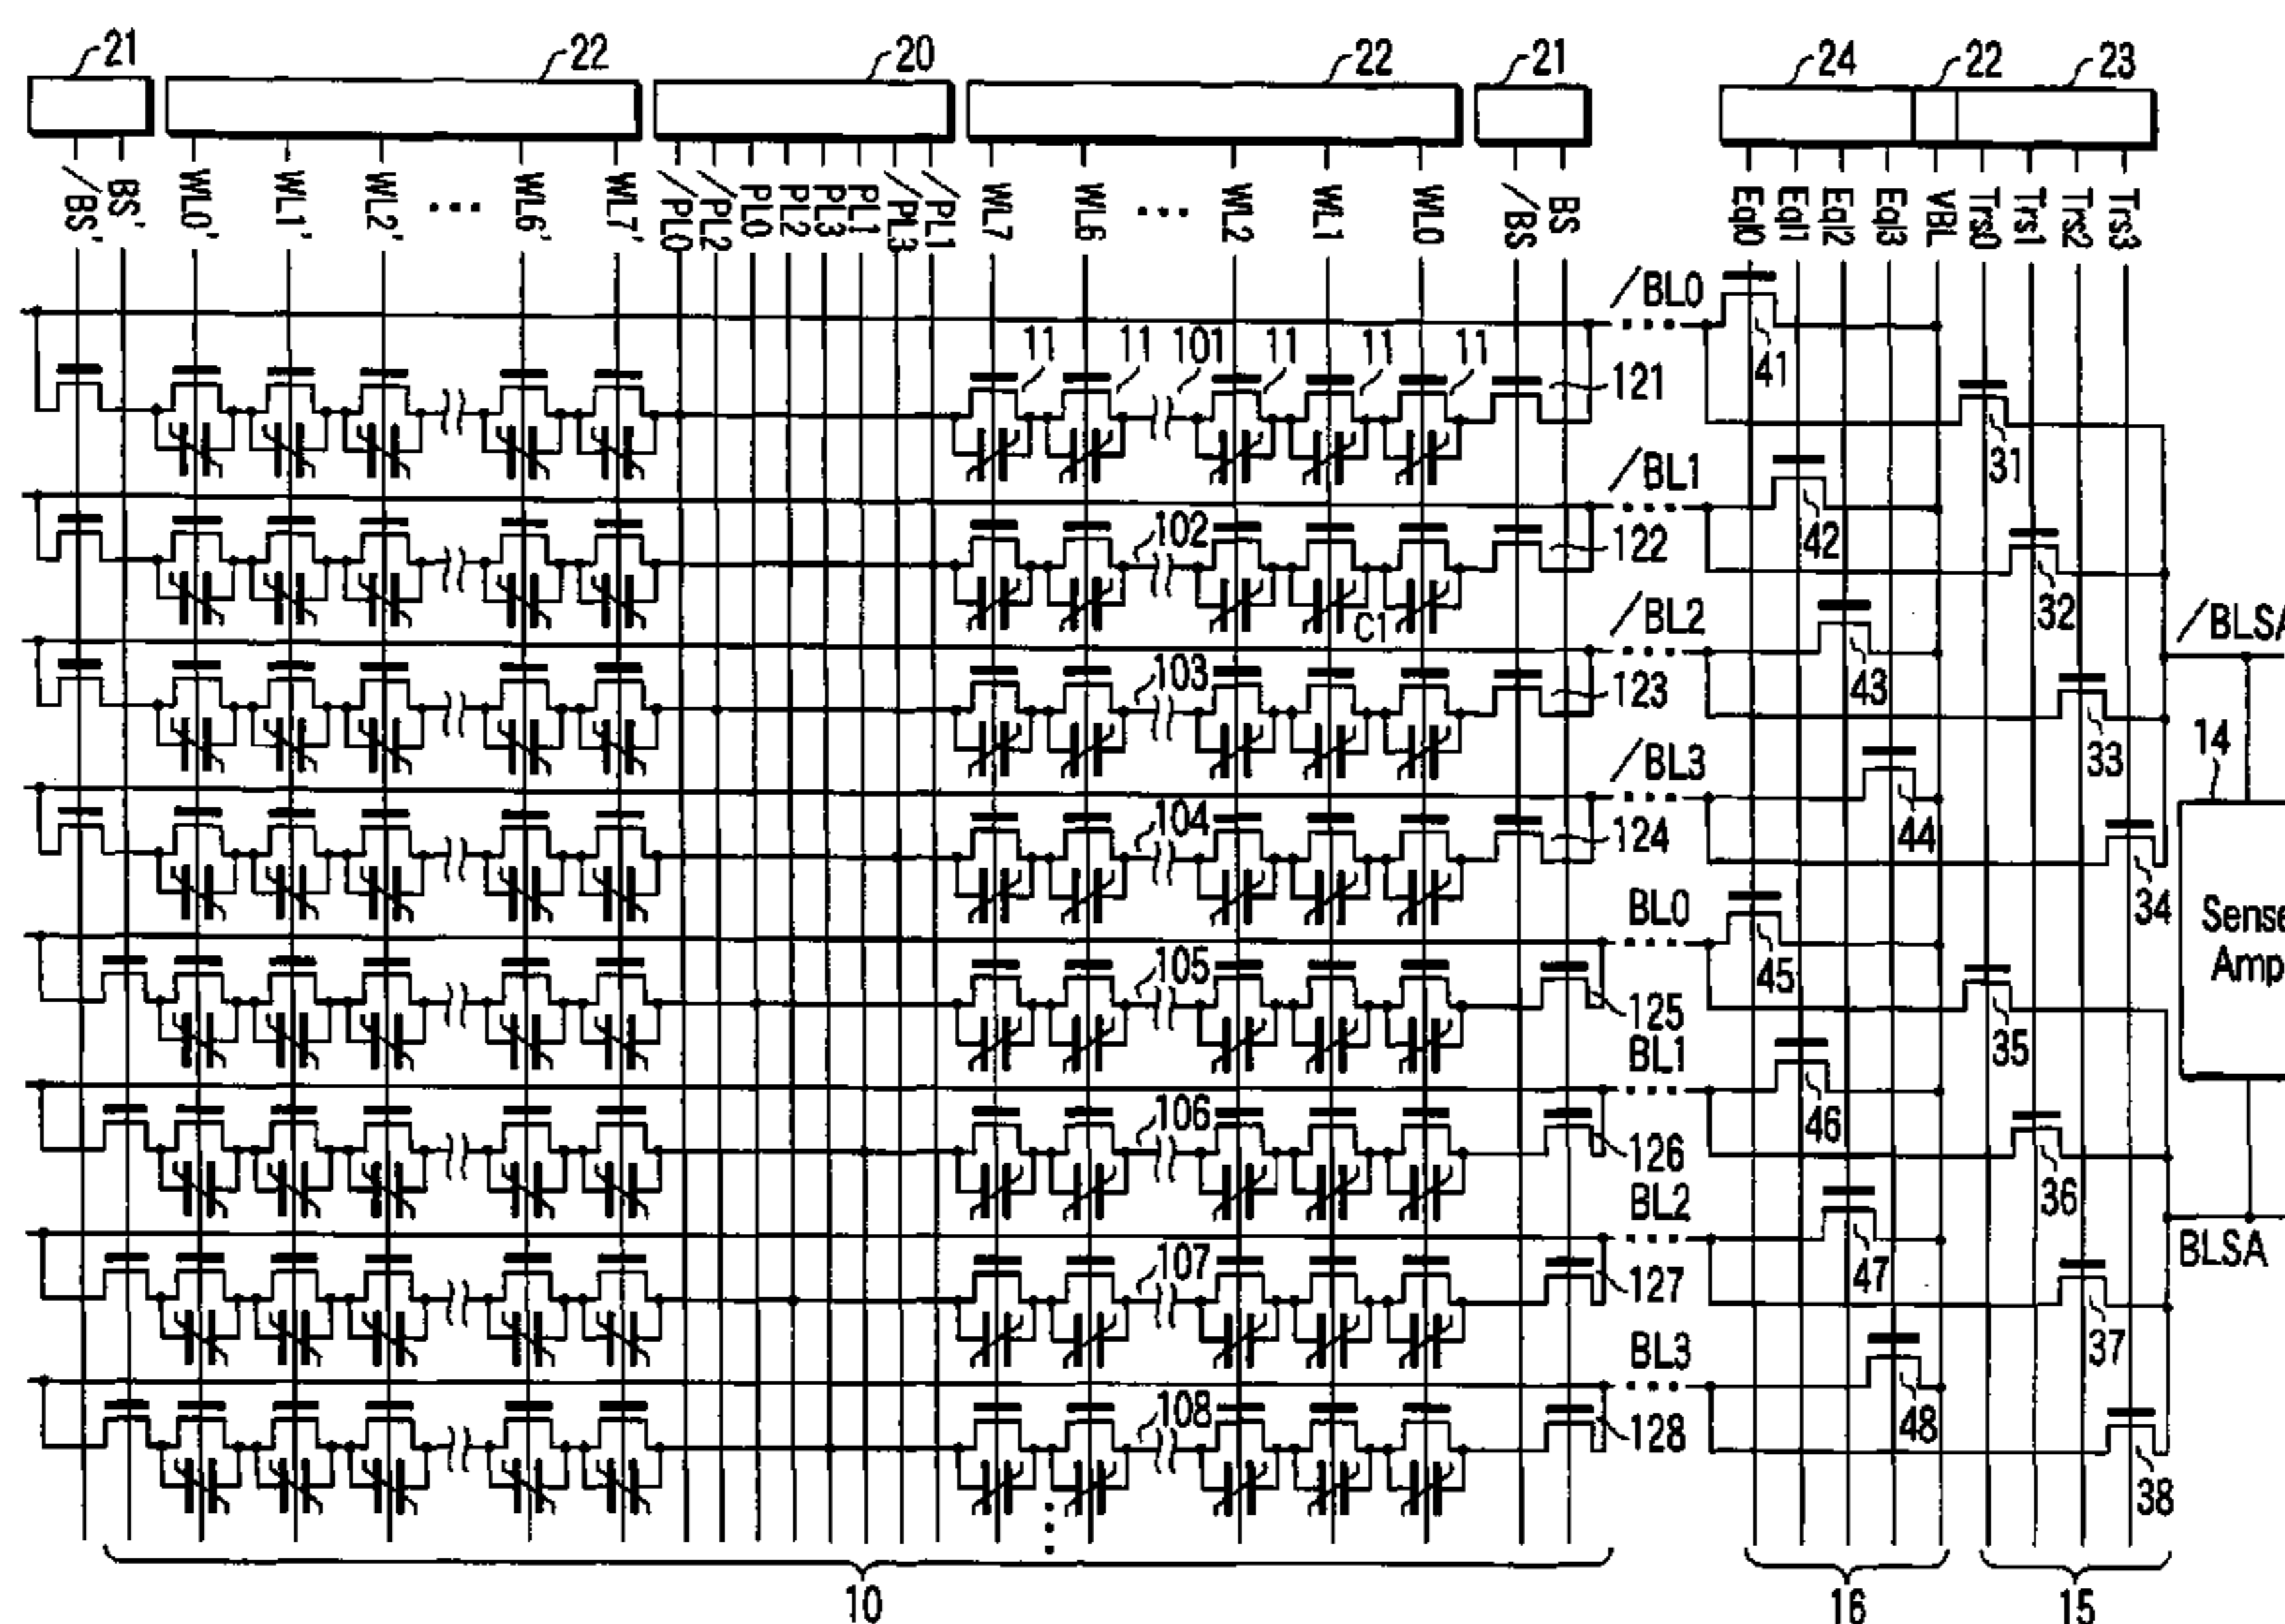 21 22 20 22 21 24 22 23
/BS' BS' WL0' WL1' WL2' ... WL6' WL7' /PL0 /PL2 PL0 PL2 PL3 PL1 /PL3 /PL1 WL7 WL6 ... WL2 WL1 WL0 /BS BS Eql0 Eql1 Eql2 Eql3 VBL Trs0 Trs1 Trs2 Trs3
/BL0
11 11 101 11 11 11 121 41
31
/BL1
102 122 42
32
/BL2 /BLSA
C1
103 123 43
33 14
/BL3
104 124 44
34
BL0 Sense
Amp
105 125 45
35
BL1
106 126 46
36
BL2 BLSA
107 127 47
37
BL3
108 128 48
38
10 16 15